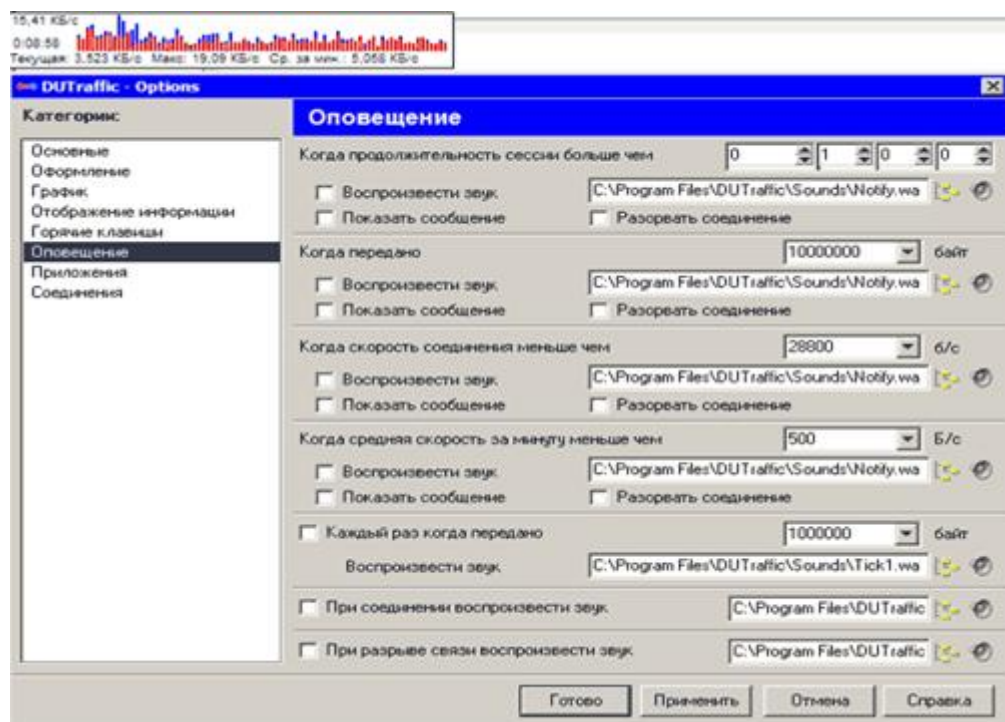 15,41 КБ/с
0:08:58
Текущая: 3,523 КБ/с Макс: 19,09 КБ/с Ср. за мин.: 5,056 КБ/с
DUTraffic - Options
Категории:
Основные
Оформление
График
Отображение информации
Горячие клавиши
Оповещение
Приложения
Соединения
Оповещение
Когда продолжительность сессии больше чем 0 1 0 0
Воспроизвести звук C:\Program Files\DUTraffic\Sounds\Notify.wa
Показать сообщение Разорвать соединение
Когда передано 10000000 байт
Воспроизвести звук C:\Program Files\DUTraffic\Sounds\Notify.wa
Показать сообщение Разорвать соединение
Когда скорость соединения меньше чем 28800 б/с
Воспроизвести звук C:\Program Files\DUTraffic\Sounds\Notify.wa
Показать сообщение Разорвать соединение
Когда средняя скорость за минуту меньше чем 500 Б/с
Воспроизвести звук C:\Program Files\DUTraffic\Sounds\Notify.wa
Показать сообщение Разорвать соединение
Каждый раз когда передано 1000000 байт
Воспроизвести звук C:\Program Files\DUTraffic\Sounds\Tick1.wa
При соединении воспроизвести звук C:\Program Files\DUTraffic
При разрыве связи воспроизвести звук C:\Program Files\DUTraffic
Готово Применить Отмена Справка